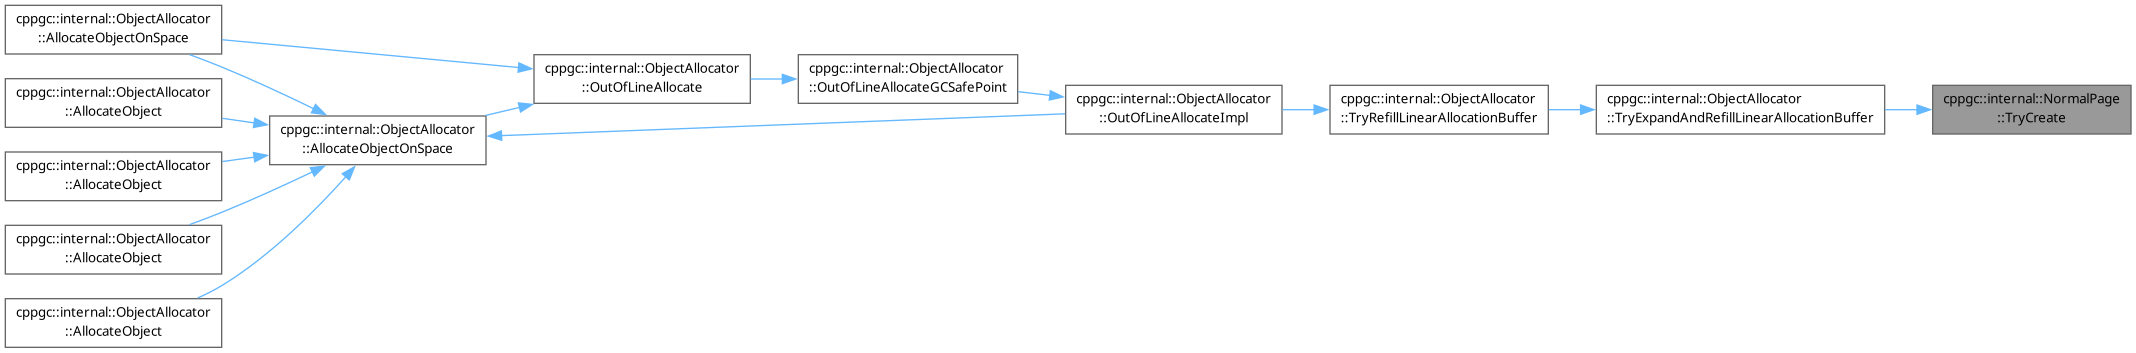 cppgc::internal::ObjectAllocator
::AllocateObjectOnSpace
cppgc::internal::ObjectAllocator
::AllocateObject
cppgc::internal::ObjectAllocator
::AllocateObject
cppgc::internal::ObjectAllocator
::AllocateObject
cppgc::internal::ObjectAllocator
::AllocateObject
cppgc::internal::ObjectAllocator
::AllocateObjectOnSpace
cppgc::internal::ObjectAllocator
::OutOfLineAllocate
cppgc::internal::ObjectAllocator
::OutOfLineAllocateGCSafePoint
cppgc::internal::ObjectAllocator
::OutOfLineAllocateImpl
cppgc::internal::ObjectAllocator
::TryRefillLinearAllocationBuffer
cppgc::internal::ObjectAllocator
::TryExpandAndRefillLinearAllocationBuffer
cppgc::internal::NormalPage
::TryCreate